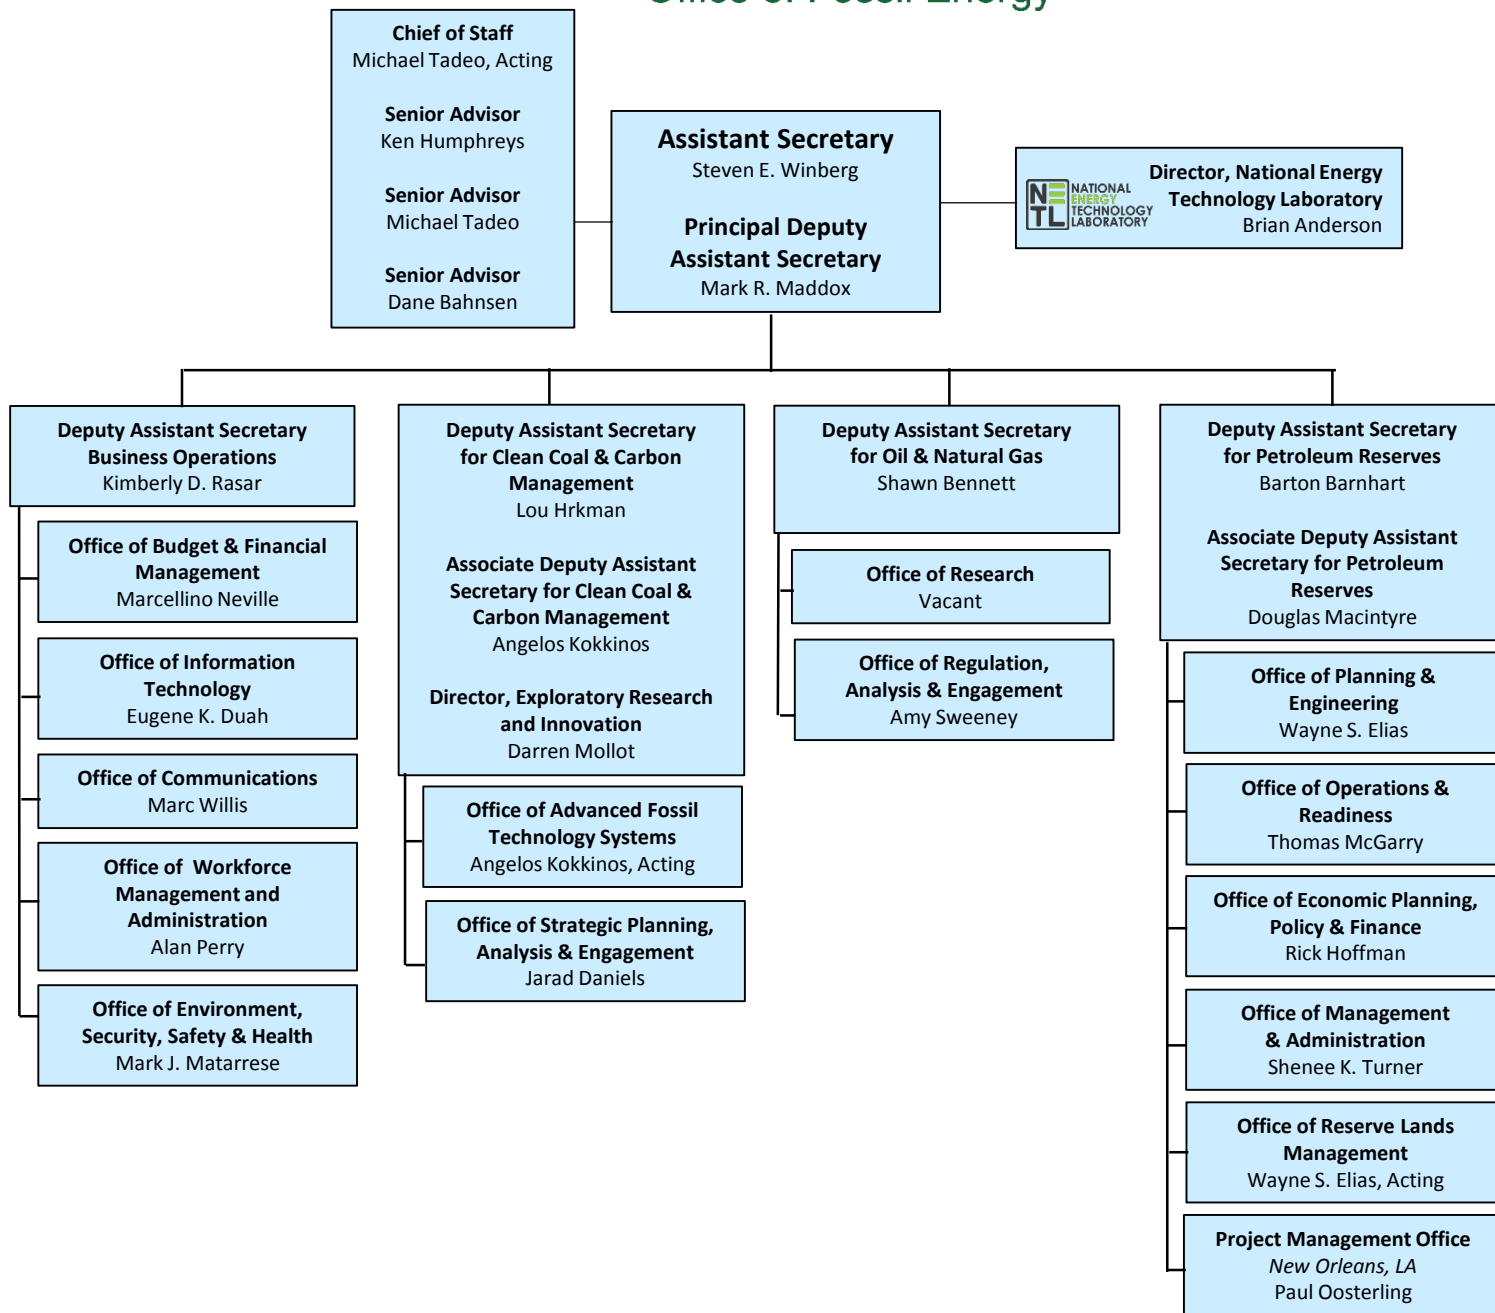 Office of Fossil Energy
Chief of Staff
Michael Tadeo, Acting
Senior Advisor
Ken Humphreys
Senior Advisor
Michael Tadeo
Senior Advisor
Dane Bahnsen
Assistant Secretary
Steven E. Winberg
Principal Deputy
Assistant Secretary
Mark R. Maddox
NE
TL
NATIONAL
ENERGY
TECHNOLOGY
LABORATORY
Director, National Energy
Technology Laboratory
Brian Anderson
Deputy Assistant Secretary
Business Operations
Kimberly D. Rasar
Office of Budget & Financial
Management
Marcellino Neville
Office of Information
Technology
Eugene K. Duah
Office of Communications
Marc Willis
Office of  Workforce
Management and
Administration
Alan Perry
Office of Environment,
Security, Safety & Health
Mark J. Matarrese
Deputy Assistant Secretary
for Clean Coal & Carbon
Management
Lou Hrkman
Associate Deputy Assistant
Secretary for Clean Coal &
Carbon Management
Angelos Kokkinos
Director, Exploratory Research
and Innovation
Darren Mollot
Office of Advanced Fossil
Technology Systems
Angelos Kokkinos, Acting
Office of Strategic Planning,
Analysis & Engagement
Jarad Daniels
Deputy Assistant Secretary
for Oil & Natural Gas
Shawn Bennett
Office of Research
Vacant
Office of Regulation,
Analysis & Engagement
Amy Sweeney
Deputy Assistant Secretary
for Petroleum Reserves
Barton Barnhart
Associate Deputy Assistant
Secretary for Petroleum
Reserves
Douglas Macintyre
Office of Planning &
Engineering
Wayne S. Elias
Office of Operations &
Readiness
Thomas McGarry
Office of Economic Planning,
Policy & Finance
Rick Hoffman
Office of Management
& Administration
Shenee K. Turner
Office of Reserve Lands
Management
Wayne S. Elias, Acting
Project Management Office
New Orleans, LA
Paul Oosterling